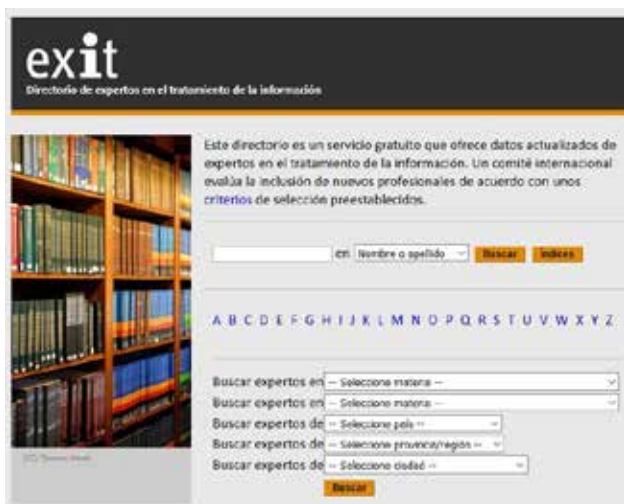 exit
Directorio de expertos en el tratamiento de la información
Este directorio es un servicio gratuito que ofrece datos actualizados de
expertos en el tratamiento de la información. Un comité internacional
evalúa la inclusión de nuevos profesionales de acuerdo con unos
criterios de selección preestablecidos.
en Nombre o apellido Buscar Índices
A B C D E F G H I J K L M N O P Q R S T U V W X Y Z
Buscar expertos en -- Seleccione materia --
Buscar expertos en -- Seleccione materia --
Buscar expertos de -- Seleccione país --
Buscar expertos de -- Seleccione provincia/región --
Buscar expertos de -- Seleccione ciudad --
Buscar